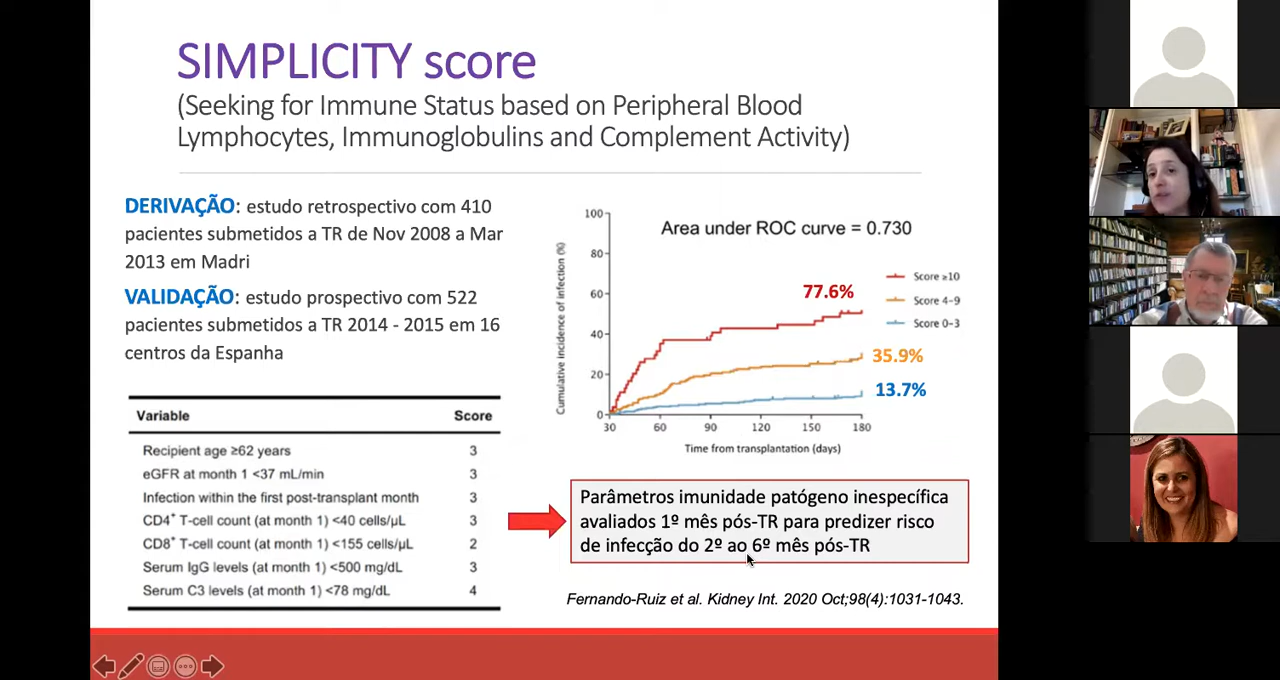 SIMPLICITY score
(Seeking for Immune Status based on Peripheral Blood
Lymphocytes, Immunoglobulins and Complement Activity)
DERIVAÇÃO: estudo retrospectivo com 410
pacientes submetidos a TR de Nov 2008 a Mar
2013 em Madri
VALIDAÇÃO: estudo prospectivo com 522
pacientes submetidos a TR 2014 - 2015 em 16
centros da Espanha
Variable Score
Recipient age ≥62 years 3
eGFR at month 1 <37 mL/min 3
Infection within the first post-transplant month 3
CD4⁺ T-cell count (at month 1) <40 cells/μL 3
CD8⁺ T-cell count (at month 1) <155 cells/μL 2
Serum IgG levels (at month 1) <500 mg/dL 3
Serum C3 levels (at month 1) <78 mg/dL 4
Area under ROC curve = 0.730
Cumulative incidence of infection (%)
100
80
60
40
20
0
30 60 90 120 150 180
Time from transplantation (days)
Score ≥10
Score 4–9
Score 0–3
77.6%
35.9%
13.7%
Parâmetros imunidade patógeno inespecífica
avaliados 1º mês pós-TR para predizer risco
de infecção do 2º ao 6º mês pós-TR
Fernando-Ruiz et al. Kidney Int. 2020 Oct;98(4):1031-1043.